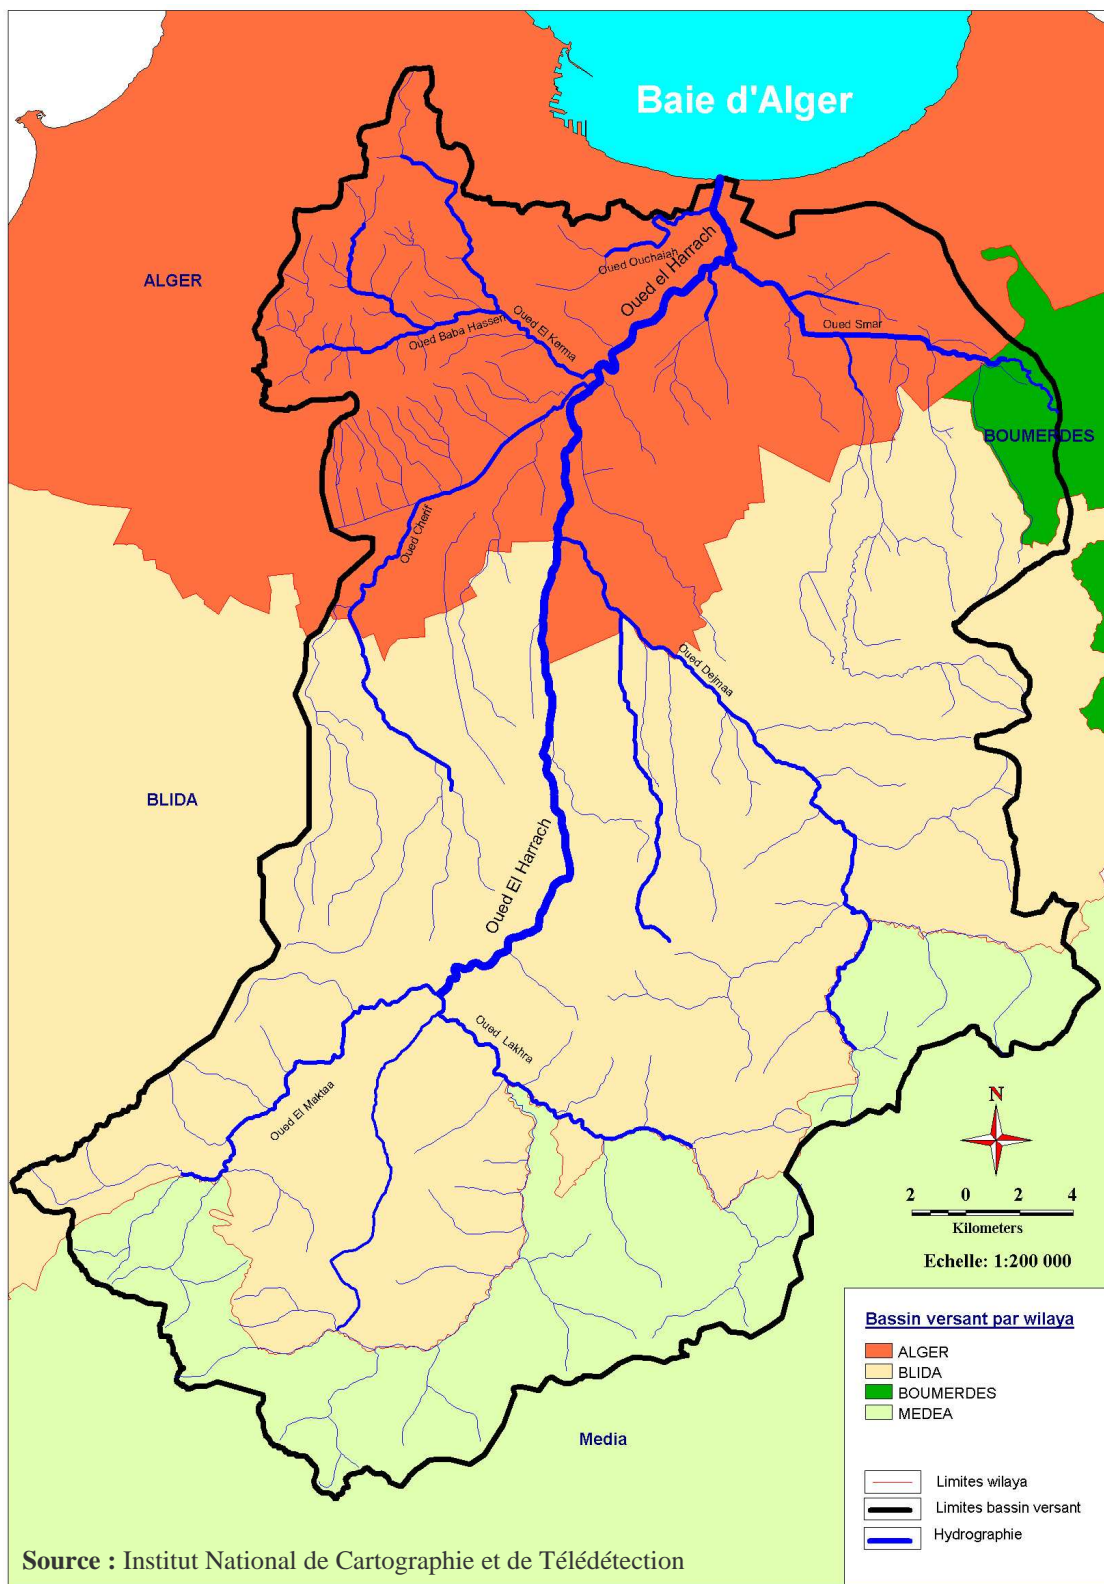 Baie d'Alger
ALGER
Oued Ouchaiah
Oued el Harrach
Oued Smar
Oued Baba Hassen
Oued El Kerma
BOUMERDES
Oued Cherif
Oued Dejmaa
BLIDA
Oued El Harrach
Oued Lakhra
Oued El Maktaa
N
2 0 2 4
Kilometers
Echelle: 1:200 000
Bassin versant par wilaya
ALGER
BLIDA
BOUMERDES
MEDEA
Media
Limites wilaya
Limites bassin versant
Hydrographie
Source : Institut National de Cartographie et de Télédétection